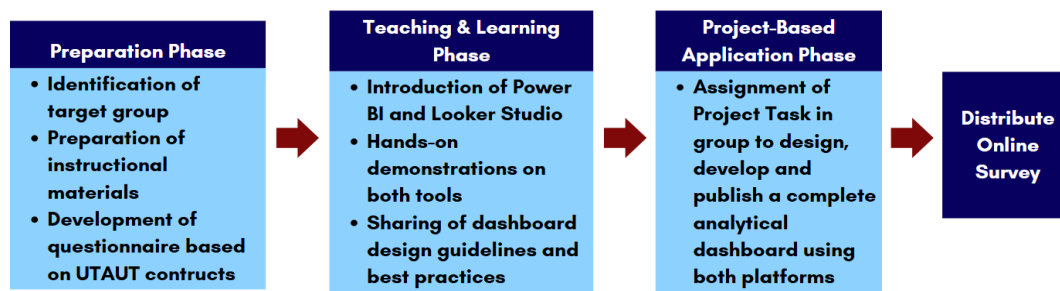 Preparation Phase
• Identification of
target group
• Preparation of
instructional
materials
• Development of
questionnaire based
on UTAUT contructs
Teaching & Learning
Phase
• Introduction of Power
BI and Looker Studio
• Hands-on
demonstrations on
both tools
• Sharing of dashboard
design guidelines and
best practices
Project-Based
Application Phase
• Assignment of
Project Task in
group to design,
develop and
publish a complete
analytical
dashboard using
both platforms
Distribute
Online
Survey